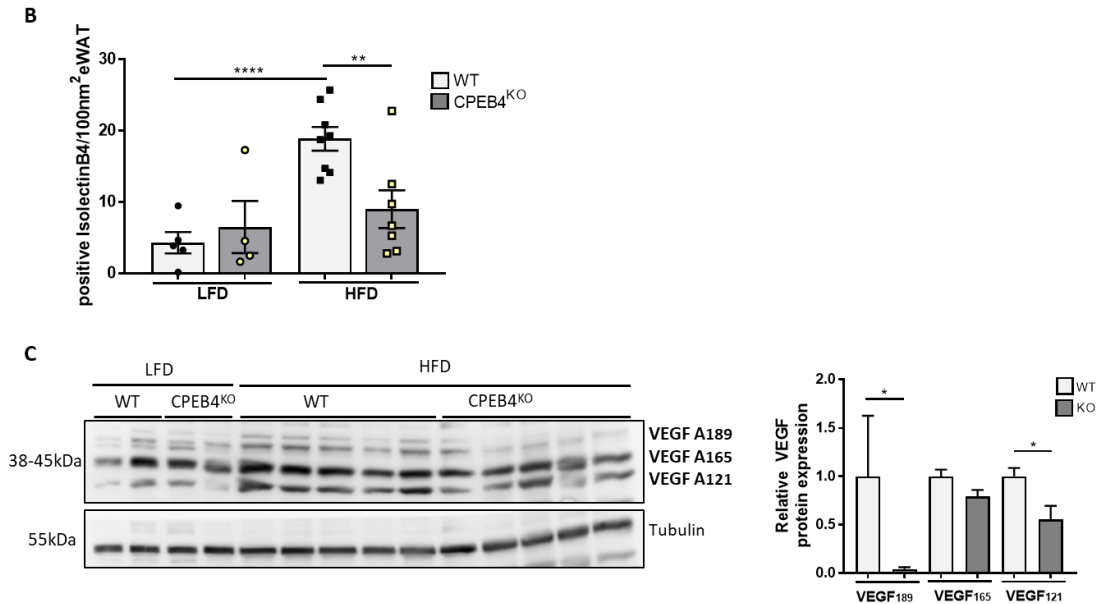 B
positive IsolectinB4/100nm²eWAT
30
20
10
0
****
**
WT
CPEB4KO
LFD
HFD
C
LFD
HFD
WT
CPEB4KO
WT
CPEB4KO
38-45kDa
VEGF A189
VEGF A165
VEGF A121
55kDa
Tubulin
Relative VEGF
protein expression
2.0
1.5
1.0
0.5
0.0
*
*
WT
KO
VEGF189
VEGF165
VEGF121